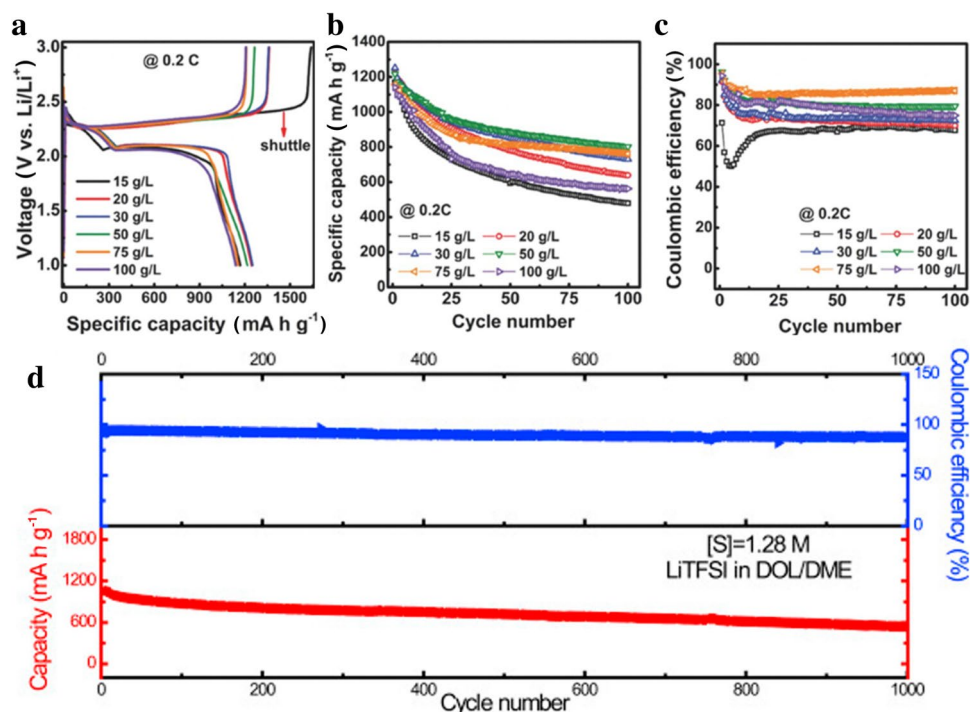 a
@ 0.2 C
shuttle
15 g/L
20 g/L
30 g/L
50 g/L
75 g/L
100 g/L
Voltage (V vs. Li/Li⁺)
3.0
2.5
2.0
1.5
1.0
0 300 600 900 1200 1500
Specific capacity (mA h g⁻¹)
b
Specific capacity (mA h g⁻¹)
1400
1200
1000
800
600
400
200
0
@ 0.2C
15 g/L 20 g/L
30 g/L 50 g/L
75 g/L 100 g/L
0 25 50 75 100
Cycle number
c
Coulombic efficiency (%)
100
75
50
25
0
@ 0.2C
15 g/L 20 g/L
30 g/L 50 g/L
75 g/L 100 g/L
0 25 50 75 100
Cycle number
d
0 200 400 600 800 1000
150
100
50
0
Coulombic efficiency (%)
Capacity (mA h g⁻¹)
1800
1200
600
0
[S]=1.28 M
LiTFSI in DOL/DME
0 200 400 600 800 1000
Cycle number